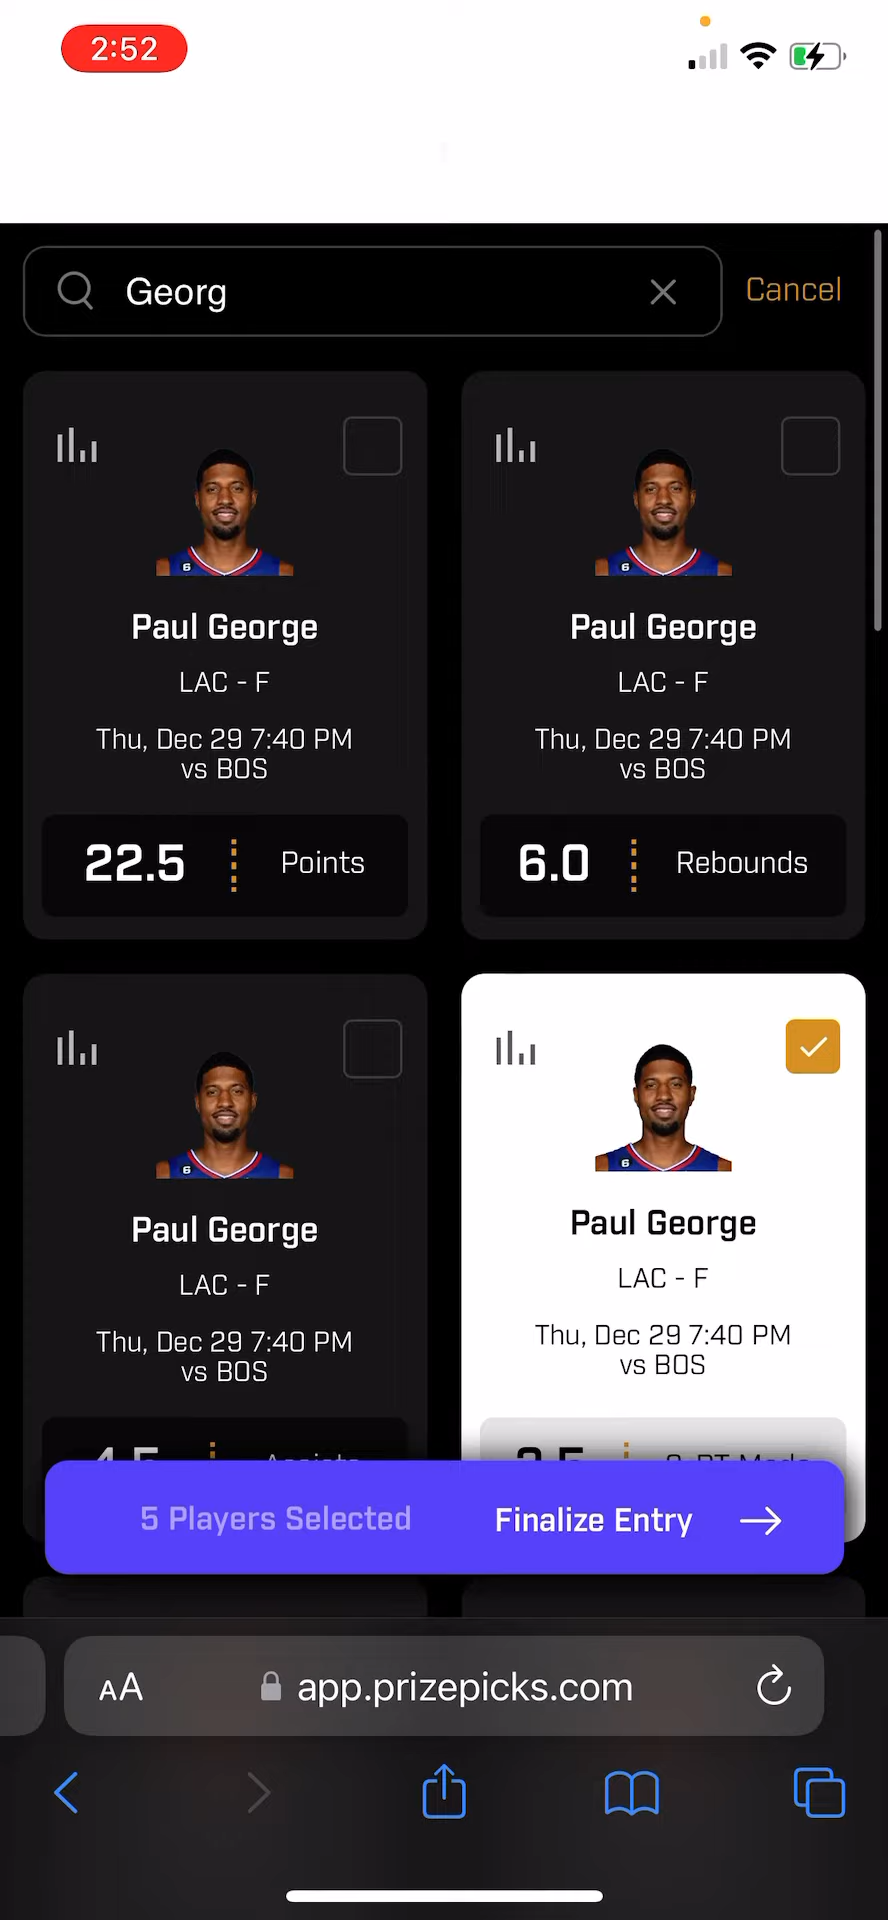 2:52
Georg
Cancel
Paul George
LAC - F
Thu, Dec 29 7:40 PM
vs BOS
22.5
Points
Paul George
LAC - F
Thu, Dec 29 7:40 PM
vs BOS
6.0
Rebounds
Paul George
LAC - F
Thu, Dec 29 7:40 PM
vs BOS
4.5
Assists
Paul George
LAC - F
Thu, Dec 29 7:40 PM
vs BOS
5 Players Selected
Finalize Entry
AA
app.prizepicks.com